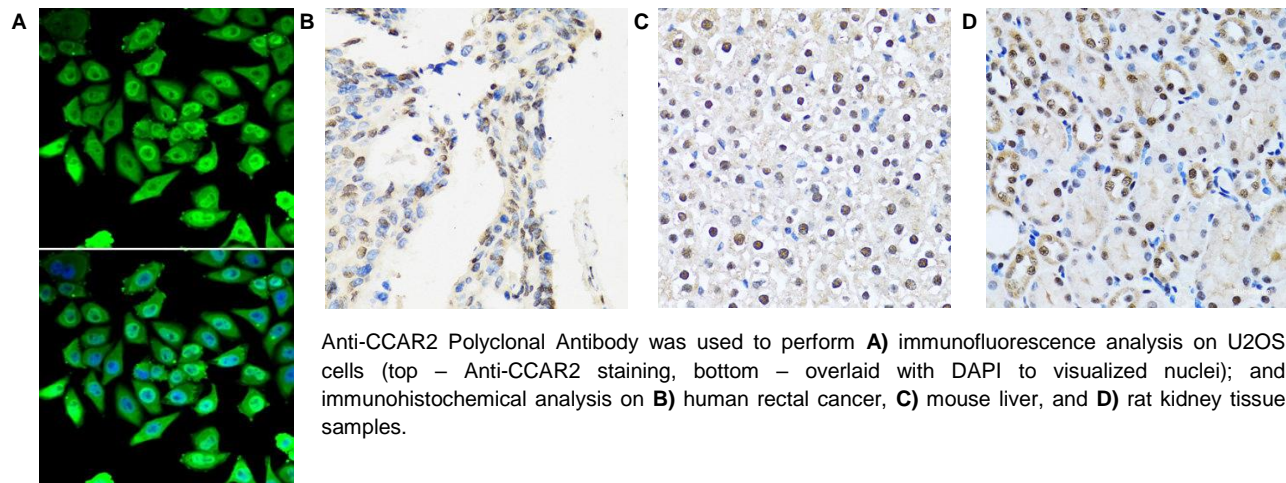 A B C D
Anti-CCAR2 Polyclonal Antibody was used to perform A) immunofluorescence analysis on U2OS
cells (top – Anti-CCAR2 staining, bottom – overlaid with DAPI to visualized nuclei); and
immunohistochemical analysis on B) human rectal cancer, C) mouse liver, and D) rat kidney tissue
samples.